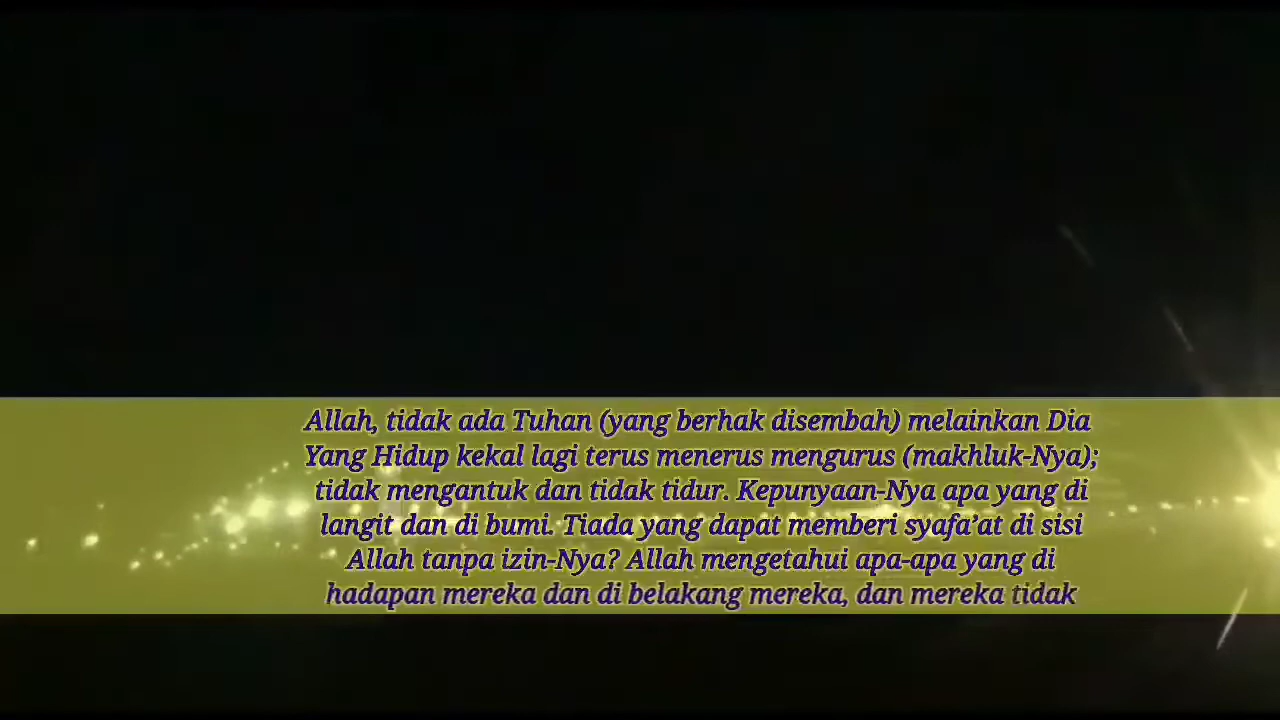 Allah, tidak ada Tuhan (yang berhak disembah) melainkan Dia
Yang Hidup kekal lagi terus menerus mengurus (makhluk-Nya);
tidak mengantuk dan tidak tidur. Kepunyaan-Nya apa yang di
langit dan di bumi. Tiada yang dapat memberi syafa’at di sisi
Allah tanpa izin-Nya? Allah mengetahui apa-apa yang di
hadapan mereka dan di belakang mereka, dan mereka tidak